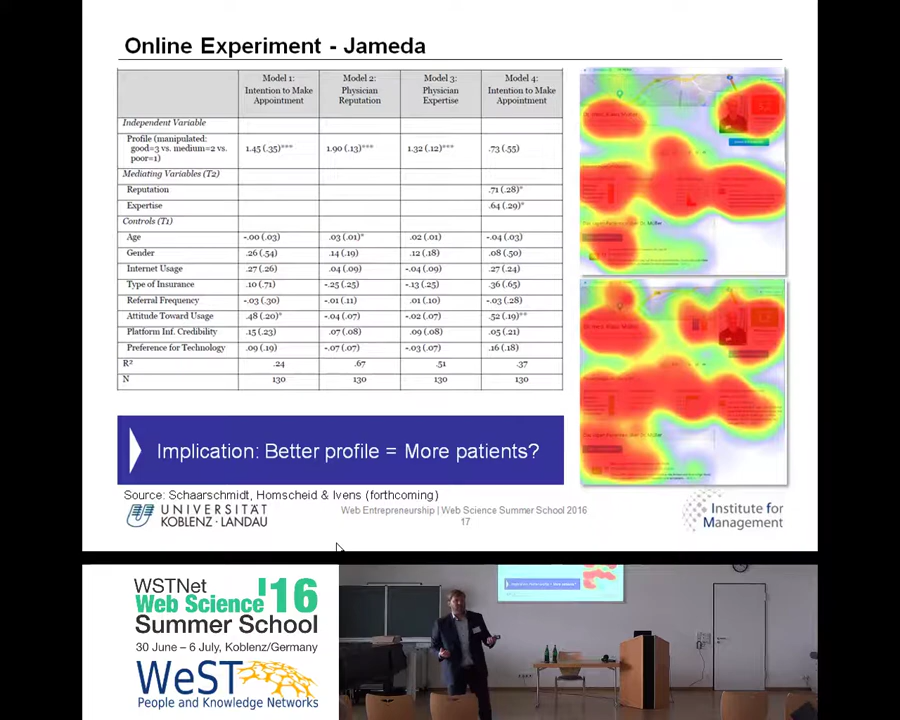 Online Experiment - Jameda
Model 1: Intention to Make Appointment Model 2: Physician Reputation Model 3: Physician Expertise Model 4: Intention to Make Appointment
Independent Variable
Profile (manipulated: good=3 vs. medium=2 vs. poor=1) 1.45 (.35)*** 1.90 (.13)*** 1.32 (.12)*** .73 (.55)
Mediating Variables (T2)
Reputation .71 (.28)*
Expertise .64 (.29)*
Controls (T1)
Age -.00 (.03) .03 (.01)* .02 (.01) -.04 (.03)
Gender .26 (.54) .14 (.19) .12 (.18) .08 (.50)
Internet Usage .27 (.26) .04 (.09) -.04 (.09) .27 (.24)
Type of Insurance .10 (.71) -.25 (.25) -.13 (.25) .36 (.65)
Referral Frequency -.03 (.30) -.01 (.11) .01 (.10) -.03 (.28)
Attitude Toward Usage .48 (.20)* -.04 (.07) -.02 (.07) .52 (.19)**
Platform Inf. Credibility .15 (.23) .07 (.08) .09 (.08) .05 (.21)
Preference for Technology .09 (.19) -.07 (.07) -.03 (.07) .16 (.18)
R² .24 .67 .51 .37
N 130 130 130 130
Implication: Better profile = More patients?
Source: Schaarschmidt, Homscheid & Ivens (forthcoming)
UNIVERSITÄT
KOBLENZ · LANDAU
Web Entrepreneurship | Web Science Summer School 2016
17
Institute for
Management
WSTNet
Web Science '16
Summer School
30 June – 6 July, Koblenz/Germany
WeST
People and Knowledge Networks